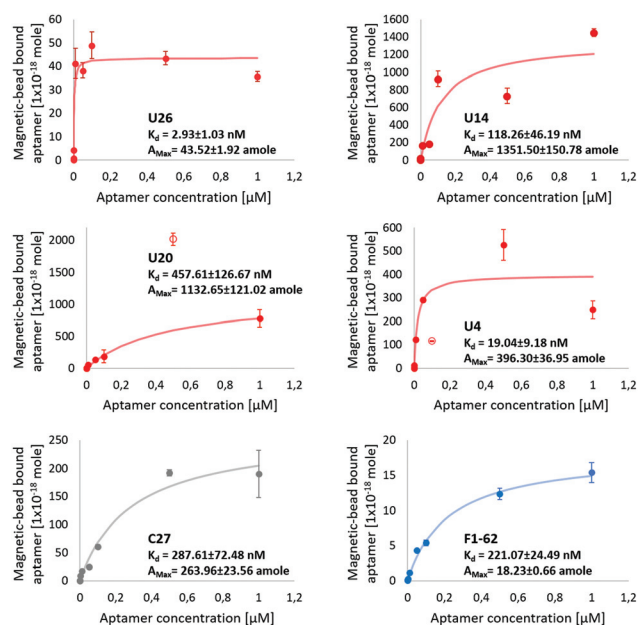 Magnetic-bead bound
aptamer [1x10⁻¹⁸ mole]
60
50
40
30
20
10
0
U26
K_d = 2.93±1.03 nM
A_Max= 43.52±1.92 amole
0 0,2 0,4 0,6 0,8 1 1,2
Aptamer concentration [µM]
Magnetic-bead bound
aptamer [1x10⁻¹⁸ mole]
1600
1400
1200
1000
800
600
400
200
0
U14
K_d = 118.26±46.19 nM
A_Max= 1351.50±150.78 amole
0 0,2 0,4 0,6 0,8 1 1,2
Aptamer concentration [µM]
Magnetic-bead bound
aptamer [1x10⁻¹⁸ mole]
2000
1500
1000
500
0
U20
K_d = 457.61±126.67 nM
A_Max= 1132.65±121.02 amole
0 0,2 0,4 0,6 0,8 1 1,2
Aptamer concentration [µM]
Magnetic-bead bound
aptamer [1x10⁻¹⁸ mole]
600
500
400
300
200
100
0
U4
K_d = 19.04±9.18 nM
A_Max= 396.30±36.95 amole
0 0,2 0,4 0,6 0,8 1 1,2
Aptamer concentration [µM]
Magnetic-bead bound
aptamer [1x10⁻¹⁸ mole]
250
200
150
100
50
0
C27
K_d = 287.61±72.48 nM
A_Max= 263.96±23.56 amole
0 0,2 0,4 0,6 0,8 1 1,2
Aptamer concentration [µM]
Magnetic-bead bound
aptamer [1x10⁻¹⁸ mole]
20
15
10
5
0
F1-62
K_d = 221.07±24.49 nM
A_Max= 18.23±0.66 amole
0 0,2 0,4 0,6 0,8 1 1,2
Aptamer concentration [µM]